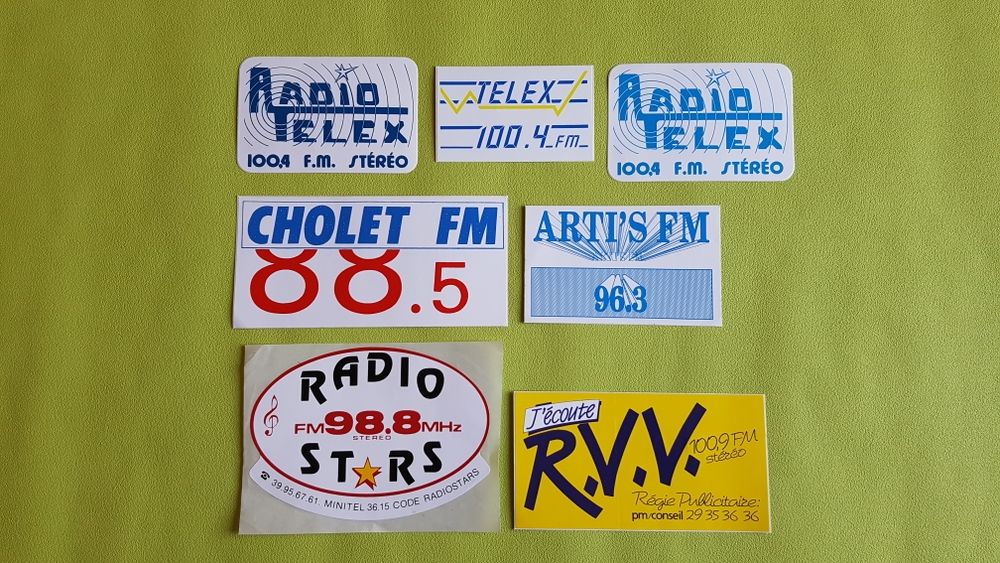 RADIO
TELEX
100,4 F.M. STÉRÉO
TELEX
100.4 FM
RADIO
TELEX
100,4 F.M. STÉRÉO
CHOLET FM
88.5
ARTI'S FM
96.3
RADIO
FM 98.8 MHz
STEREO
STARS
☎ 39.95.67.61. MINITEL 36.15 CODE RADIOSTARS
J'écoute
R.V.V.
100,9 FM
stéréo
Régie Publicitaire:
pm/conseil 29 35 36 36